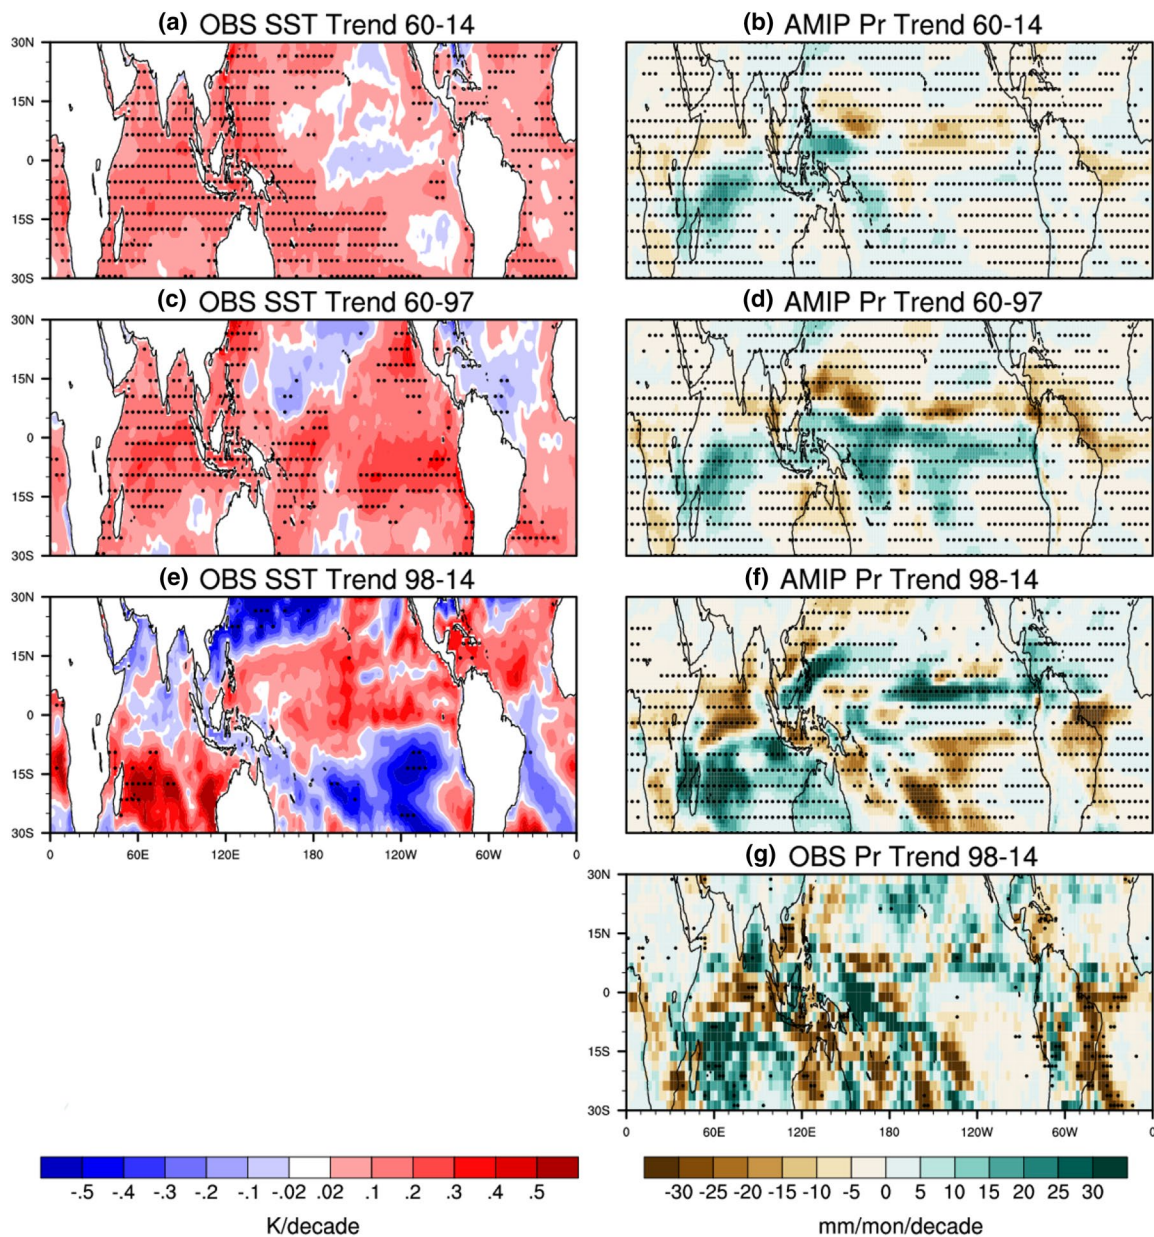 (a) OBS SST Trend 60-14
(b) AMIP Pr Trend 60-14
30N
15N
0
15S
30S
(c) OBS SST Trend 60-97
(d) AMIP Pr Trend 60-97
30N
15N
0
15S
30S
(e) OBS SST Trend 98-14
(f) AMIP Pr Trend 98-14
30N
15N
0
15S
30S
0 60E 120E 180 120W 60W 0
(g) OBS Pr Trend 98-14
30N
15N
0
15S
30S
0 60E 120E 180 120W 60W 0
-.5 -.4 -.3 -.2 -.1 -.02 .02 .1 .2 .3 .4 .5
K/decade
-30 -25 -20 -15 -10 -5 0 5 10 15 20 25 30
mm/mon/decade